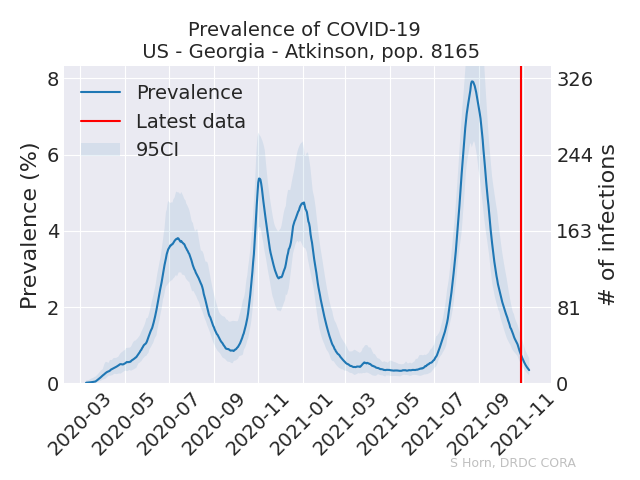 Prevalence of COVID-19
US - Georgia - Atkinson, pop. 8165
Prevalence
Latest data
95CI
Prevalence (%)
8
6
4
2
0
326
244
163
81
0
# of infections
2020-03
2020-05
2020-07
2020-09
2020-11
2021-01
2021-03
2021-05
2021-07
2021-09
2021-11
S Horn, DRDC CORA